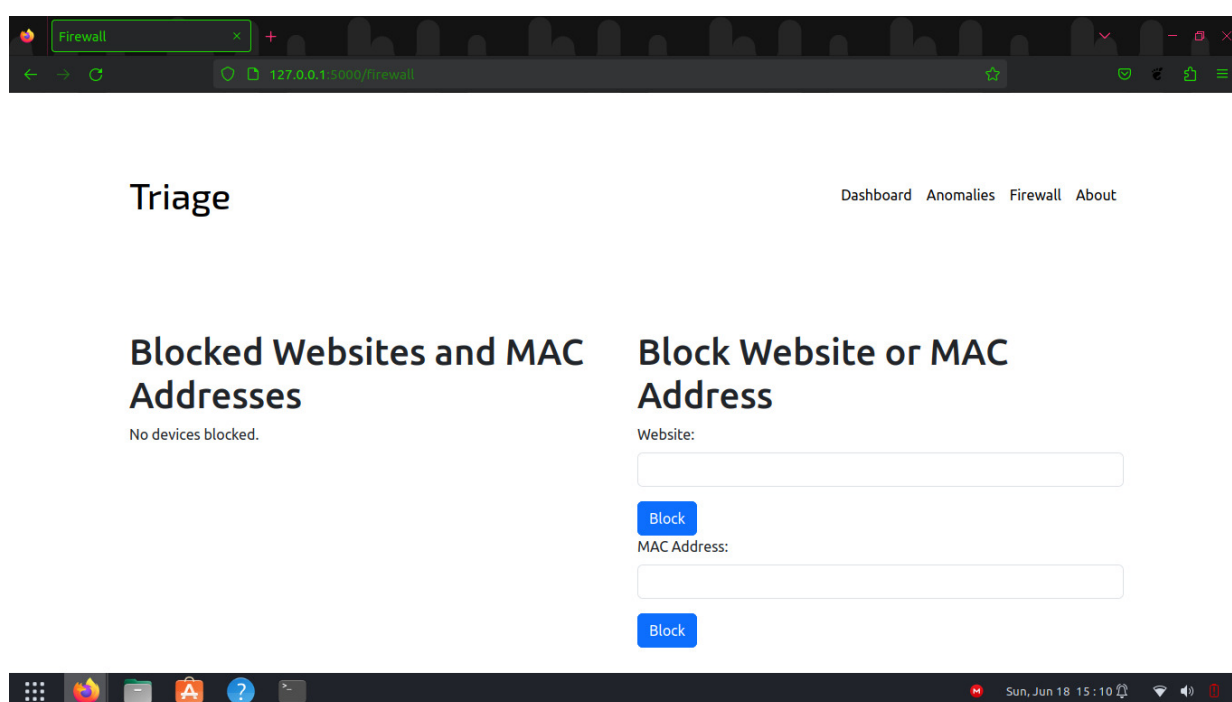 Firewall
127.0.0.1:5000/firewall
Triage
Dashboard Anomalies Firewall About
Blocked Websites and MAC
Addresses
No devices blocked.
Block Website or MAC
Address
Website:
Block
MAC Address:
Block
Sun, Jun 18 15:10